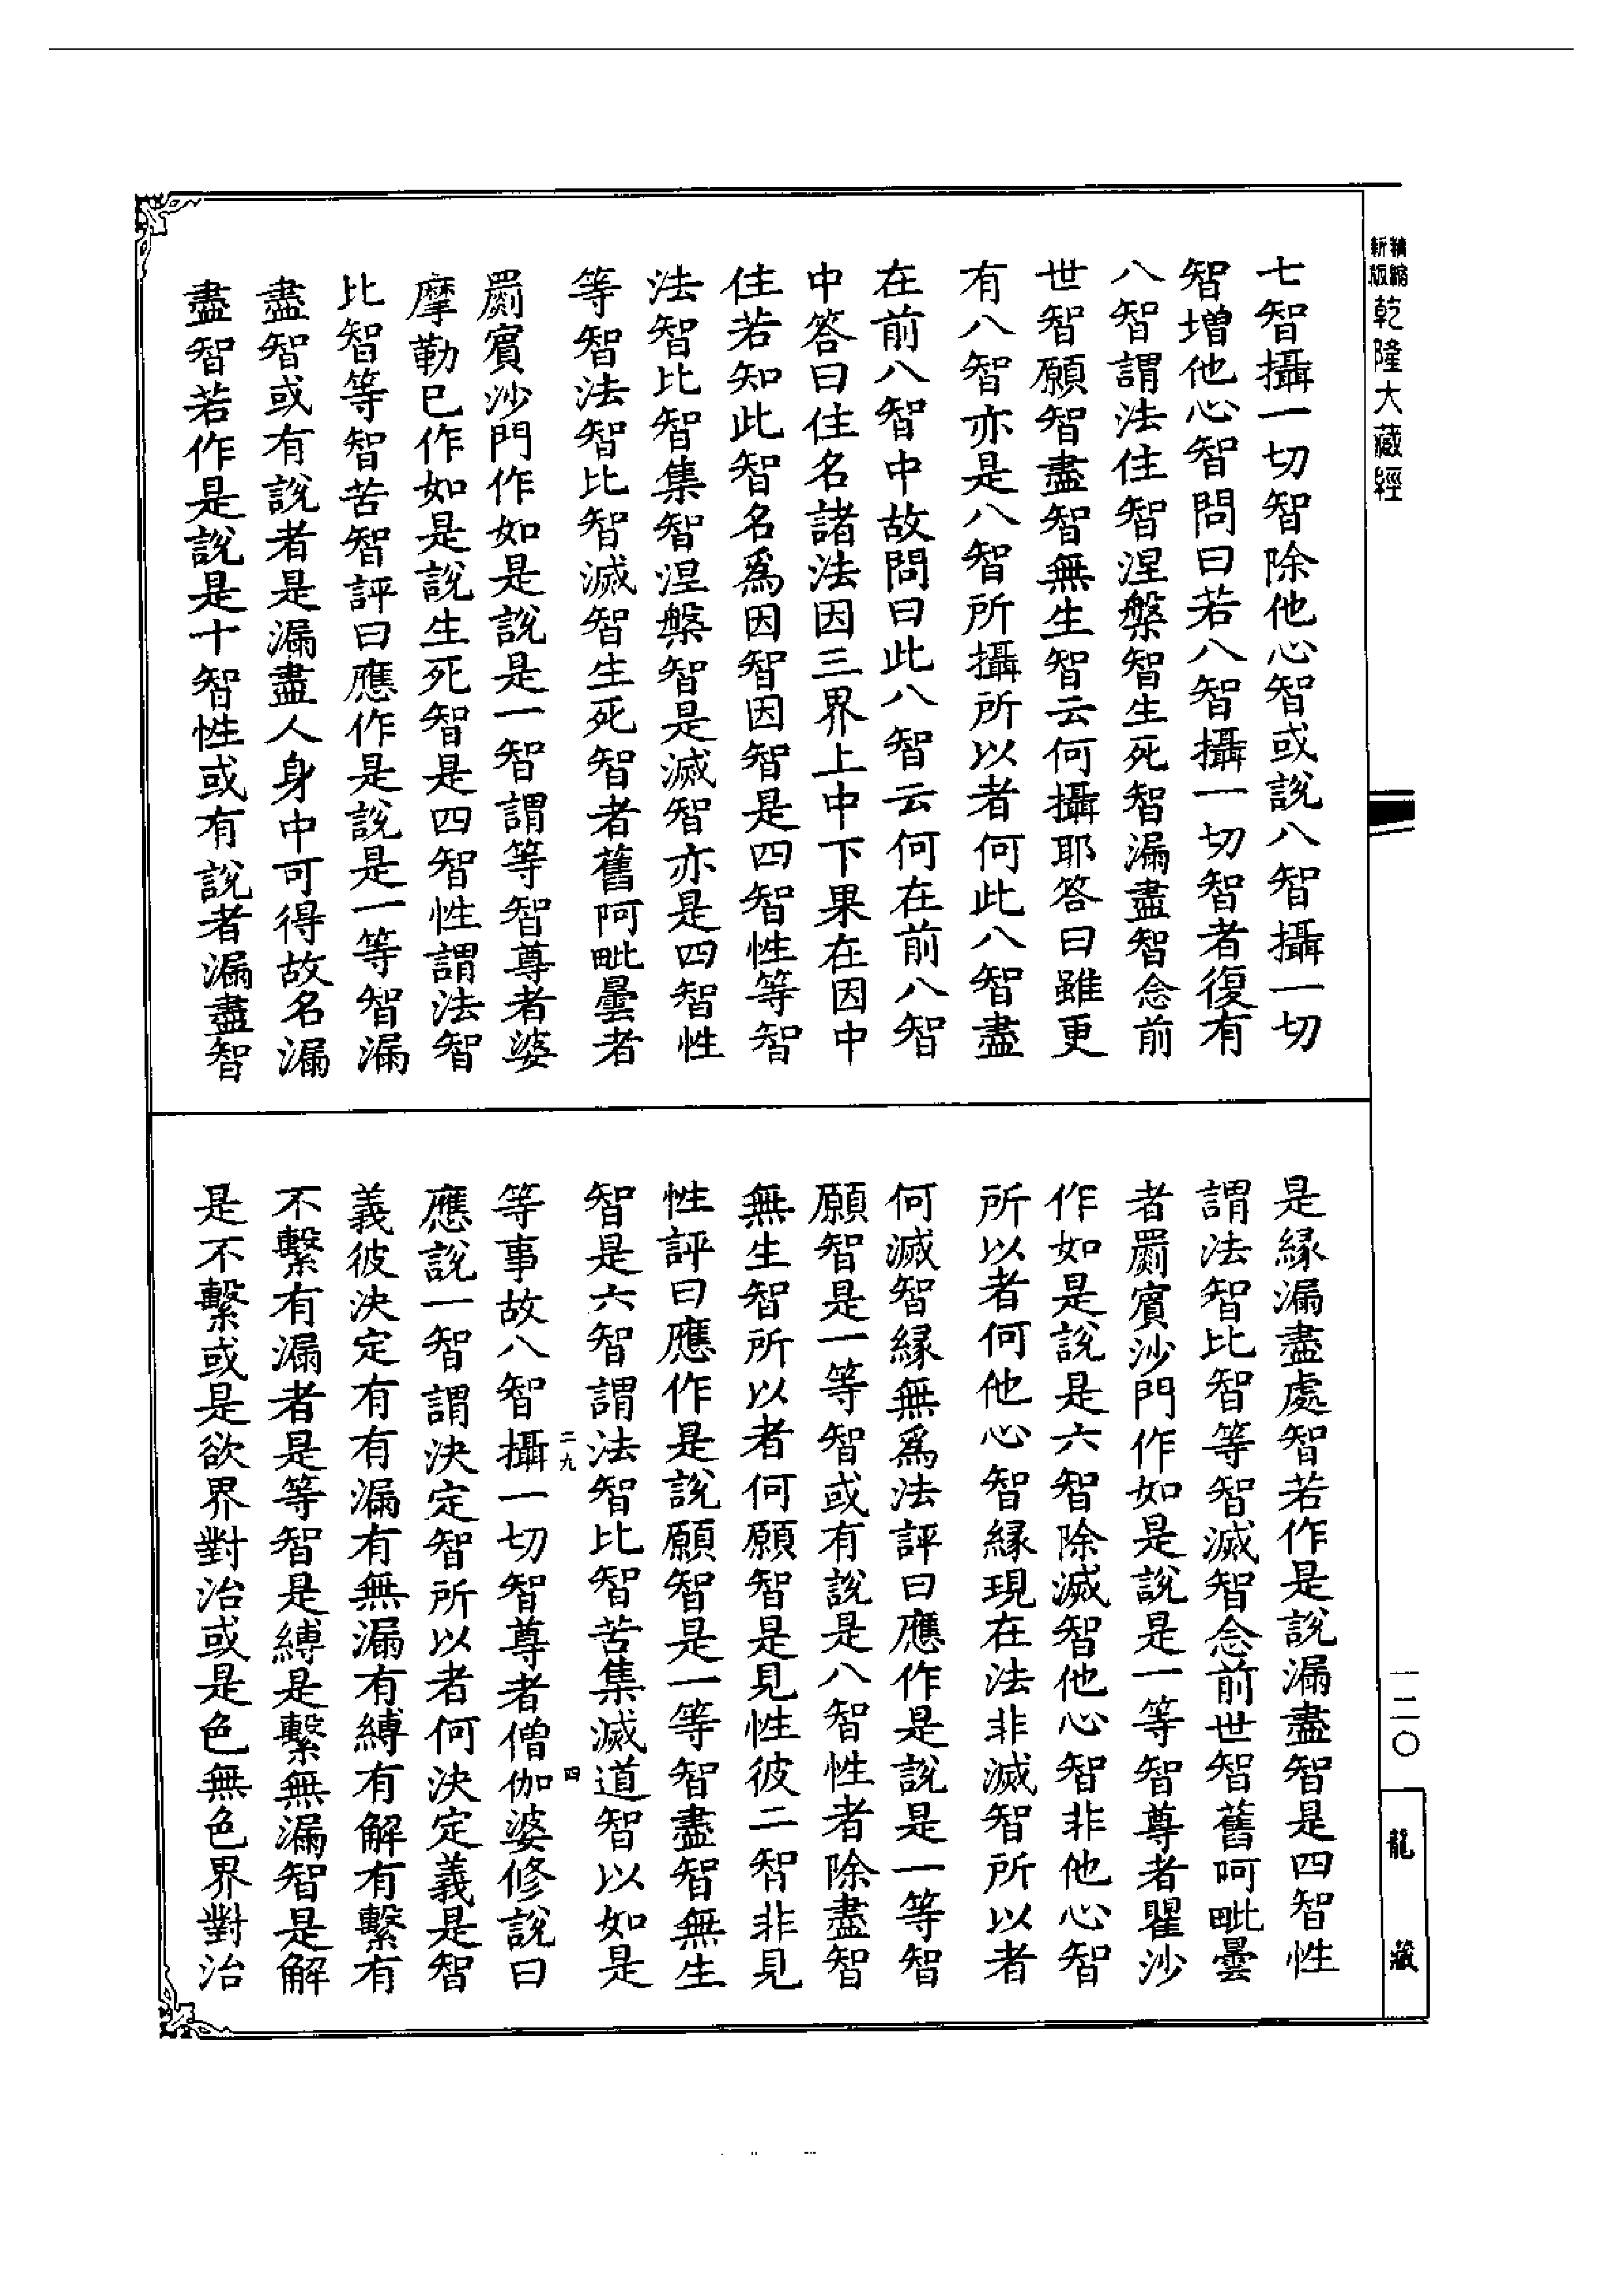 精縮新版乾隆大藏經
七智攝一切智除他心智或說八智攝一切
智增他心智問曰若八智攝一切智者復有
八智謂法住智涅槃智生死智漏盡智念前
世智願智盡智無生智云何攝耶答曰雖更
有八智亦是八智所攝所以者何此八智盡
在前八智中故問曰此八智云何在前八智
中答曰住名諸法因三界上中下果在因中
住若知此智名爲因智因智是四智性等智
法智比智集智涅槃智是滅智亦是四智性
等智法智比智滅智生死智者舊阿毗曇者
罽賓沙門作如是說是一智謂等智尊者婆
摩勒已作如是說生死智是四智性謂法智
比智等智苦智評曰應作是說是一等智漏
盡智或有說者是漏盡人身中可得故名漏
盡智若作是說是十智性或有說者漏盡智
是縁漏盡處智若作是說漏盡智是四智性
謂法智比智等智滅智念前世智舊呵毗曇
者罽賓沙門作如是說是一等智尊者瞿沙
作如是說是六智除滅智他心智非他心智
所以者何他心智縁現在法非滅智所以者
何滅智縁無爲法評曰應作是說是一等智
願智是一等智或有說是八智性者除盡智
無生智所以者何願智是見性彼二智非見
性評曰應作是說願智是一等智盡智無生
智是六智謂法智比智苦集滅道智以如是
二九
四
等事故八智攝一切智尊者僧伽婆修說曰
應說一智謂決定智所以者何決定義是智
義彼決定有有漏有無漏有縛有解有繫有
不繫有漏者是等智是縛是繫無漏智是解
是不繫或是欲界對治或是色無色界對治
一二〇
龍藏